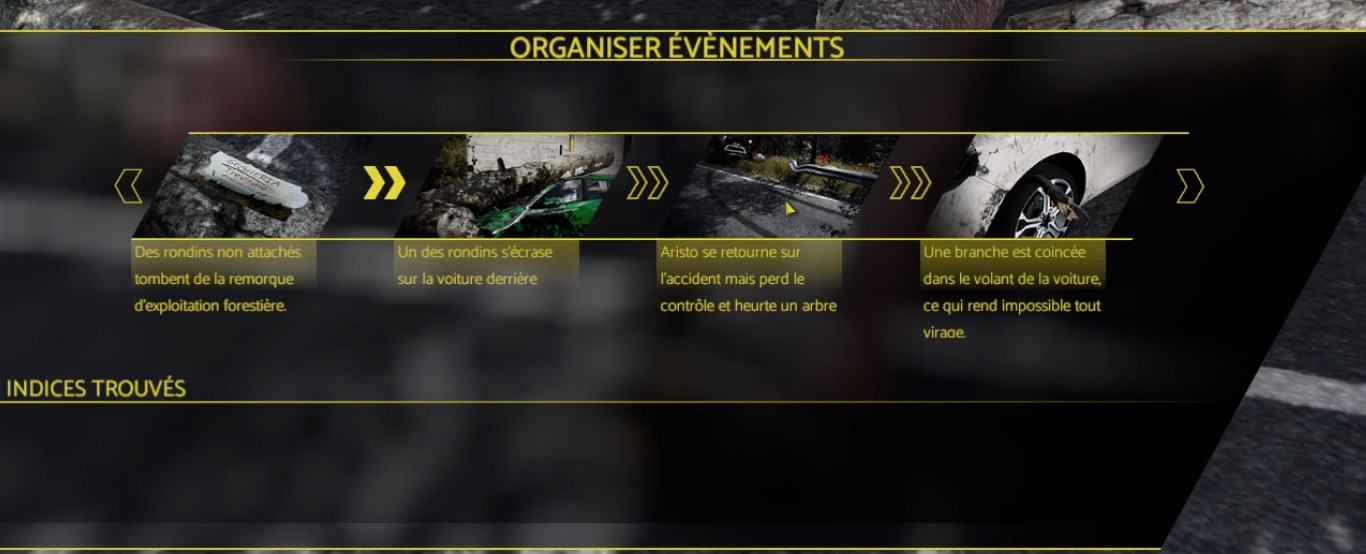 ORGANISER ÉVÈNEMENTS
SEGHERIA
Trevisano
Des rondins non attachés
tombent de la remorque
d'exploitation forestière.
Un des rondins s'écrase
sur la voiture derrière
Aristo se retourne sur
l'accident mais perd le
contrôle et heurte un arbre
Une branche est coincée
dans le volant de la voiture,
ce qui rend impossible tout
virage.
INDICES TROUVÉS